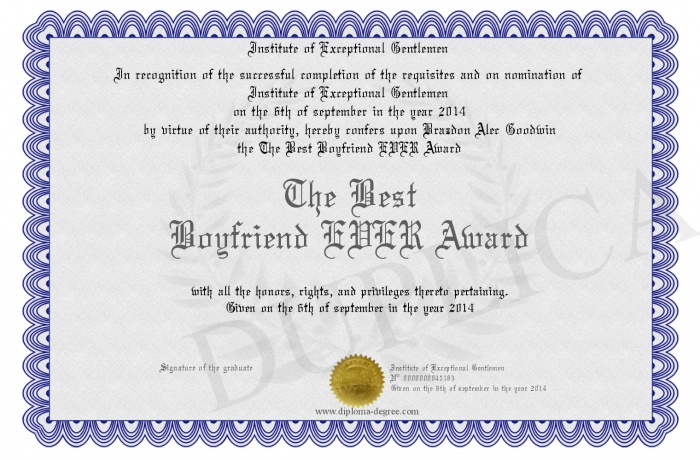 Institute of Exceptional Gentlemen
In recognition of the successful completion of the requisites and on nomination of
Institute of Exceptional Gentlemen
on the 6th of september in the year 2014
by virtue of their authority, hereby confers upon Brazdon Alec Goodwin
the The Best Boyfriend EVER Award
The Best
Boyfriend EVER Award
with all the honors, rights, and privileges thereto pertaining.
Given on the 6th of september in the year 2014
DUPLICA
Signature of the graduate
Institute of Exceptional Gentlemen
Given on the 6th of september in the year 2014
www.diploma-degree.com